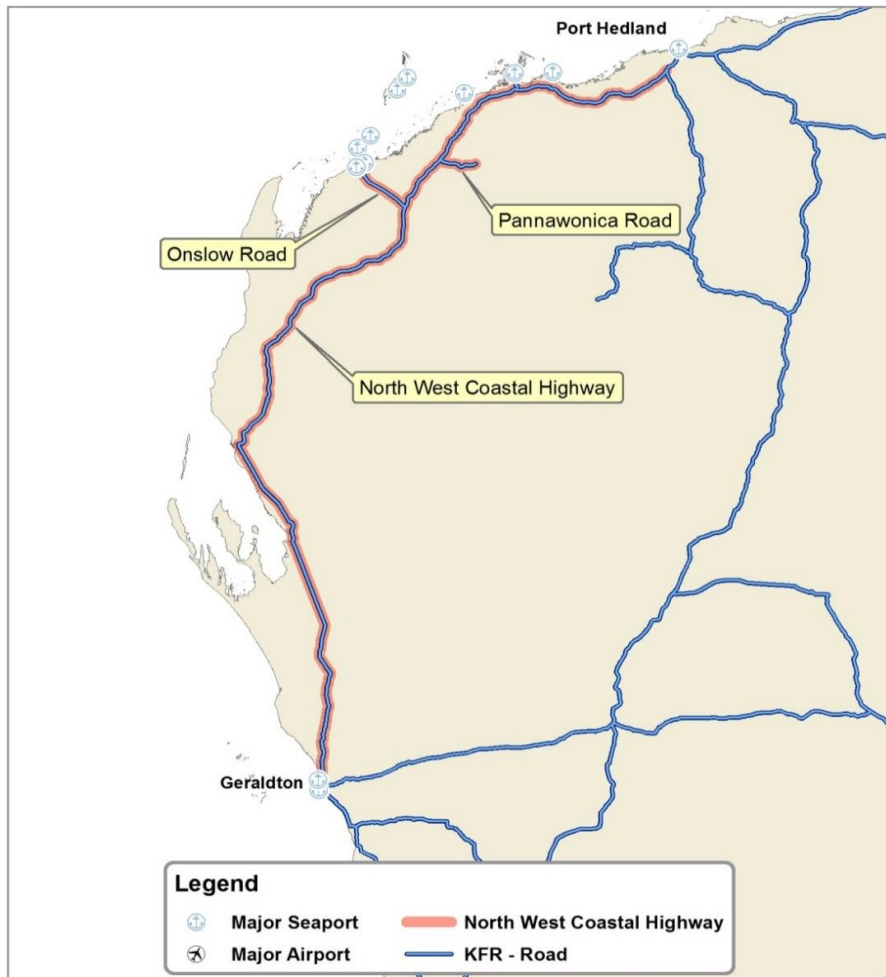 Port Hedland
Pannawonica Road
Onslow Road
North West Coastal Highway
Geraldton
Legend
Major Seaport
North West Coastal Highway
Major Airport
KFR - Road